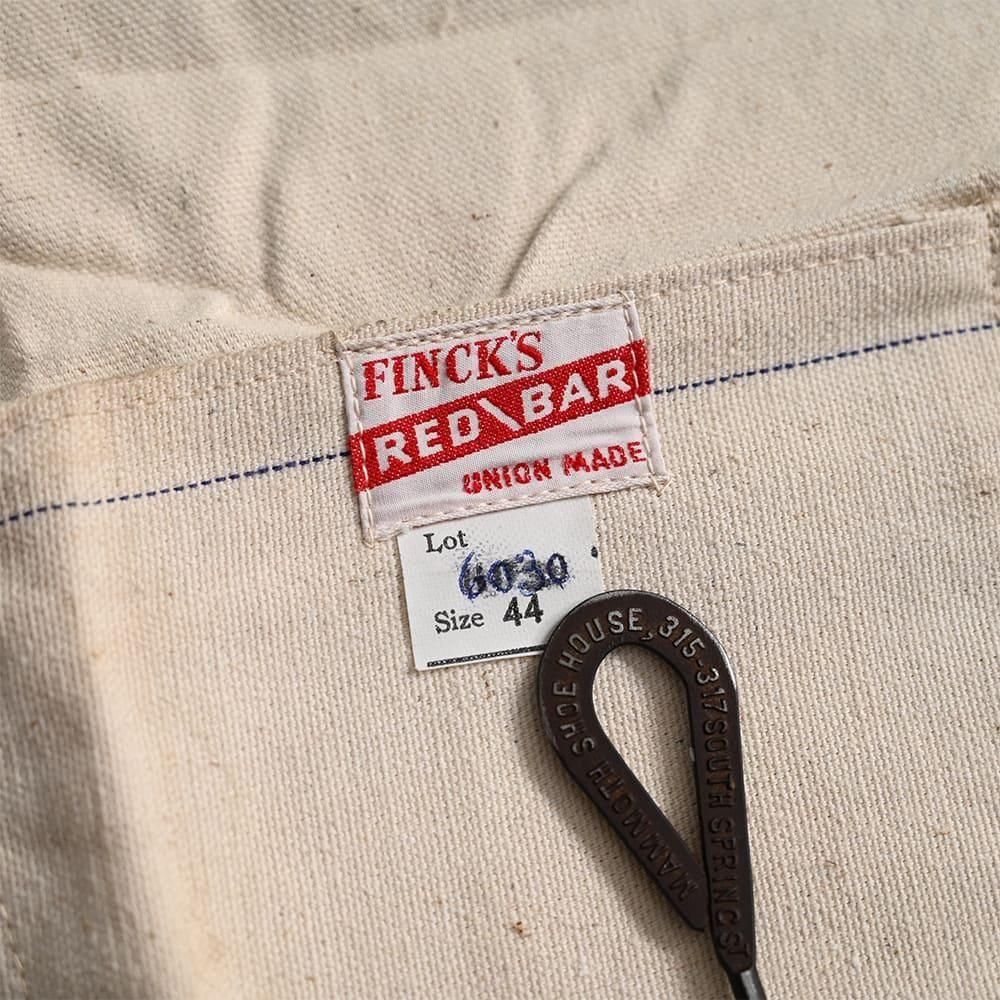 FINCK'S
RED\BAR
UNION MADE
Lot 6030
Size 44
MAMMOTH SHOE HOUSE, 315-317 SOUTH SPRING ST